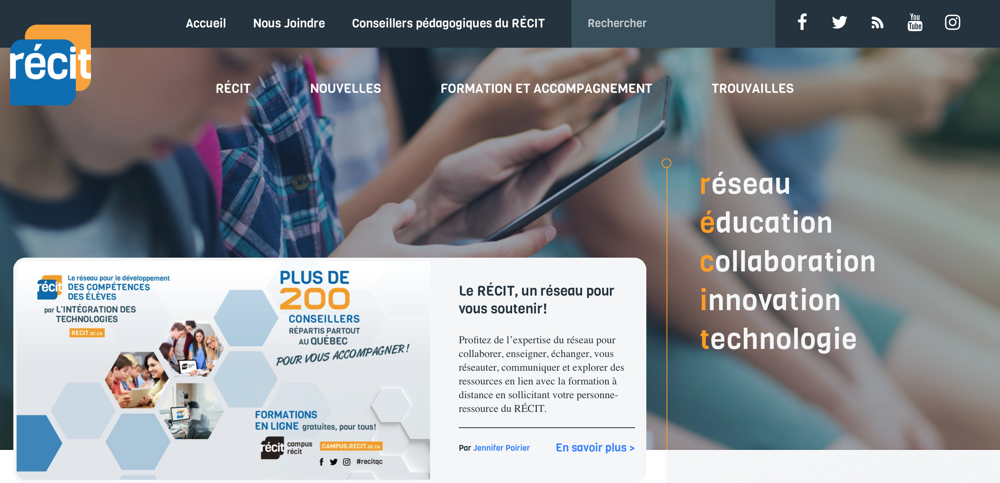 Accueil
Nous Joindre
Conseillers pédagogiques du RÉCIT
Rechercher
You
Tube
récit
RÉCIT
NOUVELLES
FORMATION ET ACCOMPAGNEMENT
TROUVAILLES
réseau
éducation
collaboration
innovation
technologie
récit
Le réseau pour le développement
DES COMPÉTENCES
DES ÉLÈVES
par L'INTÉGRATION DES
TECHNOLOGIES
RECIT.QC.CA
PLUS DE
200
CONSEILLERS
RÉPARTIS PARTOUT
AU QUÉBEC
POUR VOUS ACCOMPAGNER!
récit
FORMATIONS
EN LIGNE gratuites, pour tous!
récit
campus
récit
CAMPUS.RECIT.QC.CA
#recitqc
Le RÉCIT, un réseau pour
vous soutenir!
Profitez de l’expertise du réseau pour
collaborer, enseigner, échanger, vous
réseauter, communiquer et explorer des
ressources en lien avec la formation à
distance en sollicitant votre personne-
ressource du RÉCIT.
Par Jennifer Poirier
En savoir plus >